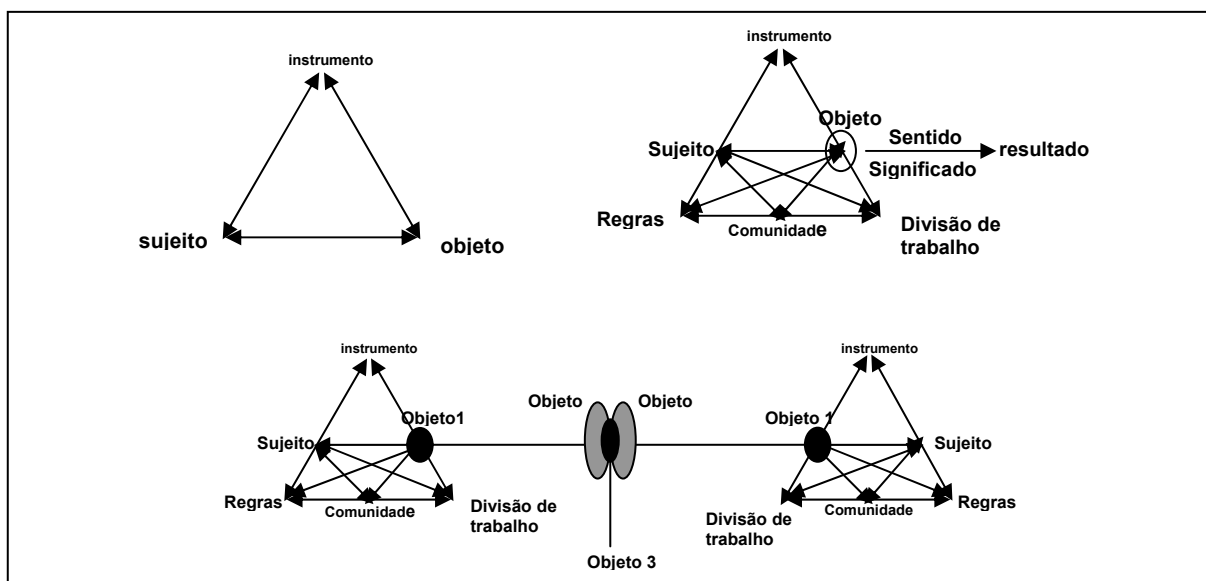 instrumento
sujeito
objeto
instrumento
Objeto
Sujeito
Sentido
resultado
Significado
Regras
Comunidade
Divisão de
trabalho
instrumento
Objeto1
Sujeito
Regras
Comunidade
Divisão de
trabalho
Objeto
Objeto
Objeto 3
instrumento
Objeto 1
Sujeito
Divisão de
trabalho
Comunidade
Regras